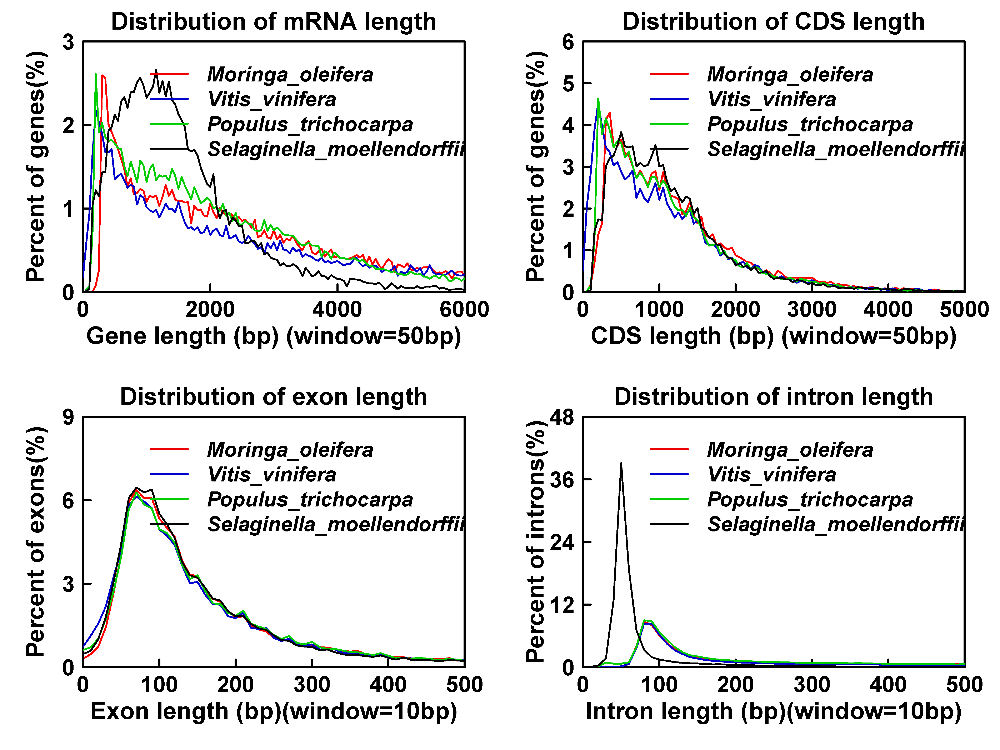 Distribution of mRNA length
Percent of genes(%)
3
2
1
0
Moringa_oleifera
Vitis_vinifera
Populus_trichocarpa
Selaginella_moellendorffii
0 2000 4000 6000
Gene length (bp) (window=50bp)
Distribution of CDS length
Percent of genes(%)
6
5
4
3
2
1
0
Moringa_oleifera
Vitis_vinifera
Populus_trichocarpa
Selaginella_moellendorffii
0 1000 2000 3000 4000 5000
CDS length (bp) (window=50bp)
Distribution of exon length
Percent of exons(%)
9
6
3
0
Moringa_oleifera
Vitis_vinifera
Populus_trichocarpa
Selaginella_moellendorffii
0 100 200 300 400 500
Exon length (bp)(window=10bp)
Distribution of intron length
Percent of introns(%)
48
36
24
12
0
Moringa_oleifera
Vitis_vinifera
Populus_trichocarpa
Selaginella_moellendorffii
0 100 200 300 400 500
Intron length (bp)(window=10bp)